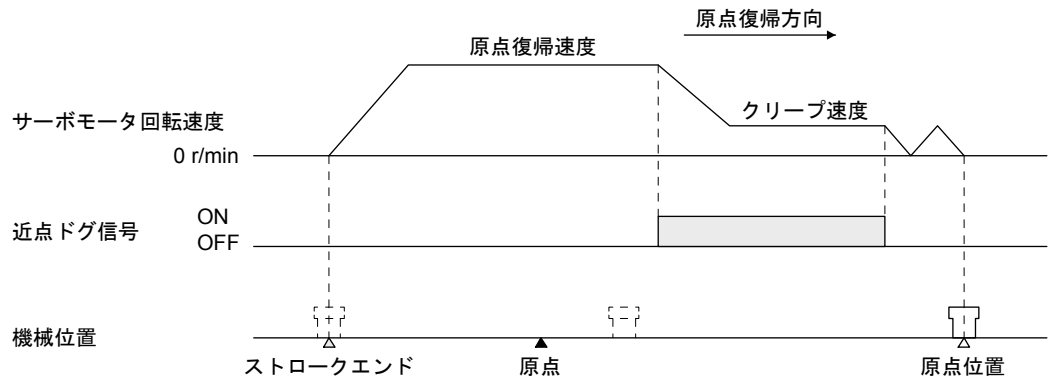 原点復帰方向
原点復帰速度
クリープ速度
サーボモータ回転速度
0 r/min
ON
近点ドグ信号
OFF
機械位置
ストロークエンド
原点
原点位置